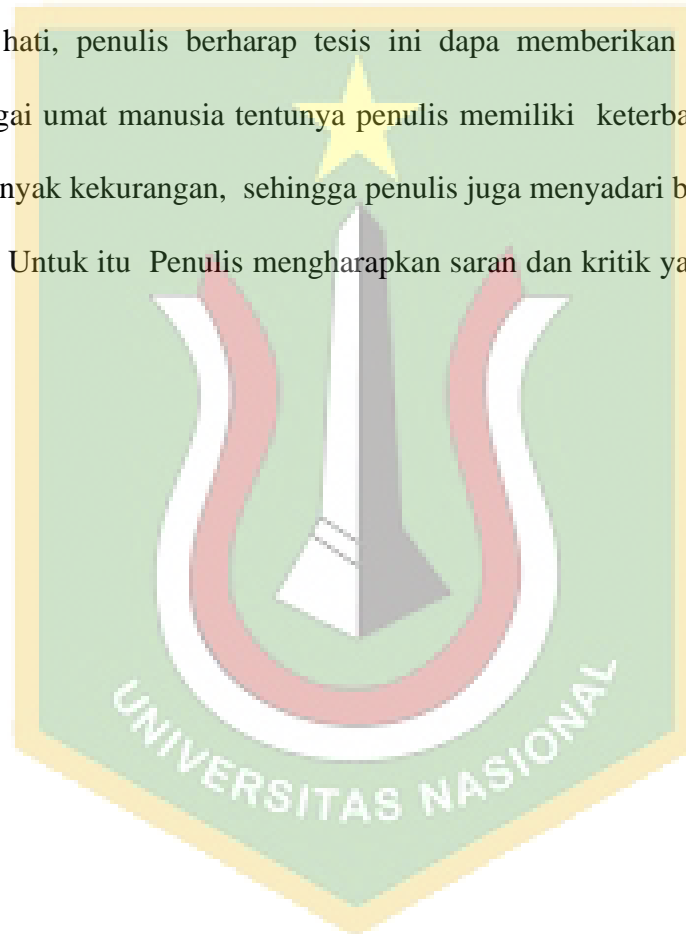 hati, penulis berharap tesis ini dapa memberikan
gai umat manusia tentunya penulis memiliki keterba
nyak kekurangan, sehingga penulis juga menyadari b
Untuk itu Penulis mengharapkan saran dan kritik ya
UNIVERSITAS NASIONAL